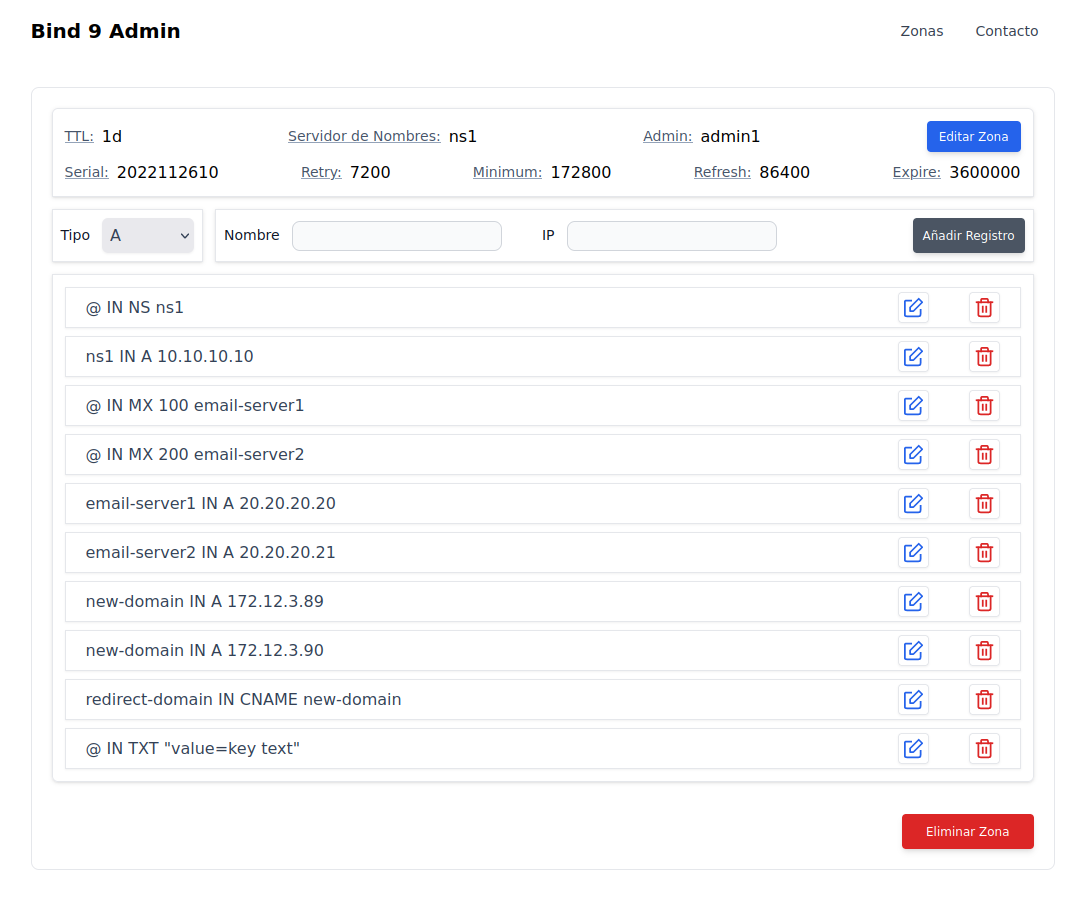 Bind 9 Admin Zonas Contacto
TTL: 1d Servidor de Nombres: ns1 Admin: admin1 Editar Zona
Serial: 2022112610 Retry: 7200 Minimum: 172800 Refresh: 86400 Expire: 3600000
Tipo A Nombre IP Añadir Registro
@ IN NS ns1
ns1 IN A 10.10.10.10
@ IN MX 100 email-server1
@ IN MX 200 email-server2
email-server1 IN A 20.20.20.20
email-server2 IN A 20.20.20.21
new-domain IN A 172.12.3.89
new-domain IN A 172.12.3.90
redirect-domain IN CNAME new-domain
@ IN TXT "value=key text"
Eliminar Zona